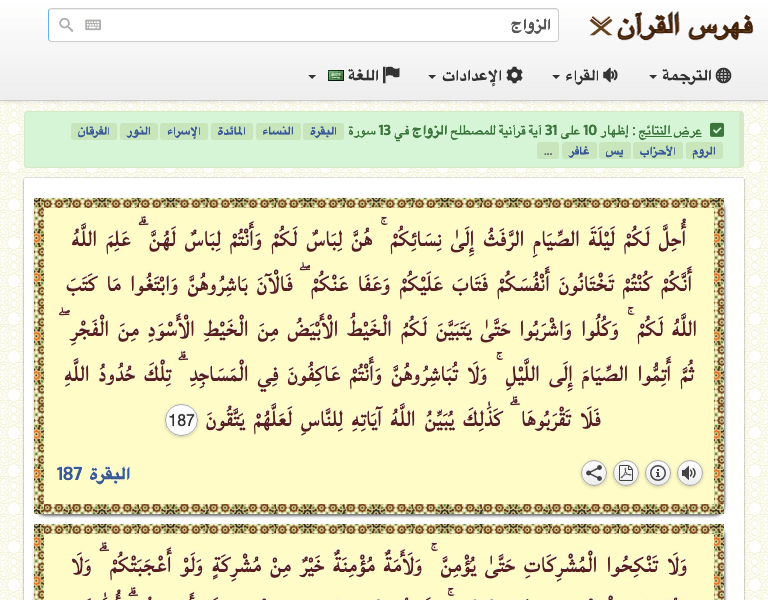 فهرس القرآن
الزواج
الترجمة
القراء
الإعدادات
اللغة
عرض النتائج : إظهار 10 على 31 آية قرآنية للمصطلح الزواج في 13 سورة البقرة النساء المائدة الإسراء النور الفرقان
الروم الأحزاب يس غافر ...
أُحِلَّ لَكُمْ لَيْلَةَ الصِّيَامِ الرَّفَثُ إِلَىٰ نِسَائِكُمْ ۚ هُنَّ لِبَاسٌ لَكُمْ وَأَنْتُمْ لِبَاسٌ لَهُنَّ ۗ عَلِمَ اللَّهُ
أَنَّكُمْ كُنْتُمْ تَخْتَانُونَ أَنْفُسَكُمْ فَتَابَ عَلَيْكُمْ وَعَفَا عَنْكُمْ ۖ فَالْآنَ بَاشِرُوهُنَّ وَابْتَغُوا مَا كَتَبَ
اللَّهُ لَكُمْ ۚ وَكُلُوا وَاشْرَبُوا حَتَّىٰ يَتَبَيَّنَ لَكُمُ الْخَيْطُ الْأَبْيَضُ مِنَ الْخَيْطِ الْأَسْوَدِ مِنَ الْفَجْرِ ۖ
ثُمَّ أَتِمُّوا الصِّيَامَ إِلَى اللَّيْلِ ۚ وَلَا تُبَاشِرُوهُنَّ وَأَنْتُمْ عَاكِفُونَ فِي الْمَسَاجِدِ ۗ تِلْكَ حُدُودُ اللَّهِ
فَلَا تَقْرَبُوهَا ۗ كَذَٰلِكَ يُبَيِّنُ اللَّهُ آيَاتِهِ لِلنَّاسِ لَعَلَّهُمْ يَتَّقُونَ 187
البقرة 187
وَلَا تَنْكِحُوا الْمُشْرِكَاتِ حَتَّىٰ يُؤْمِنَّ ۚ وَلَأَمَةٌ مُؤْمِنَةٌ خَيْرٌ مِنْ مُشْرِكَةٍ وَلَوْ أَعْجَبَتْكُمْ ۗ وَلَا